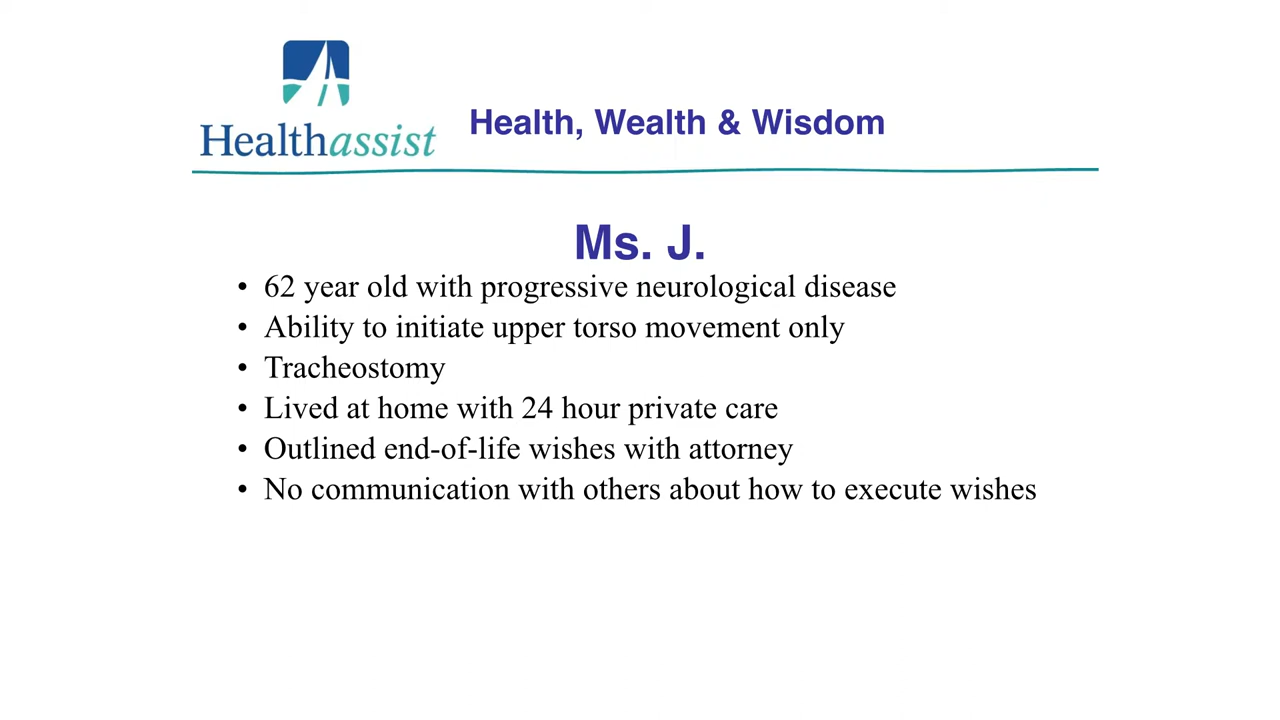 Healthassist
Health, Wealth & Wisdom
Ms. J.
• 62 year old with progressive neurological disease
• Ability to initiate upper torso movement only
• Tracheostomy
• Lived at home with 24 hour private care
• Outlined end-of-life wishes with attorney
• No communication with others about how to execute wishes